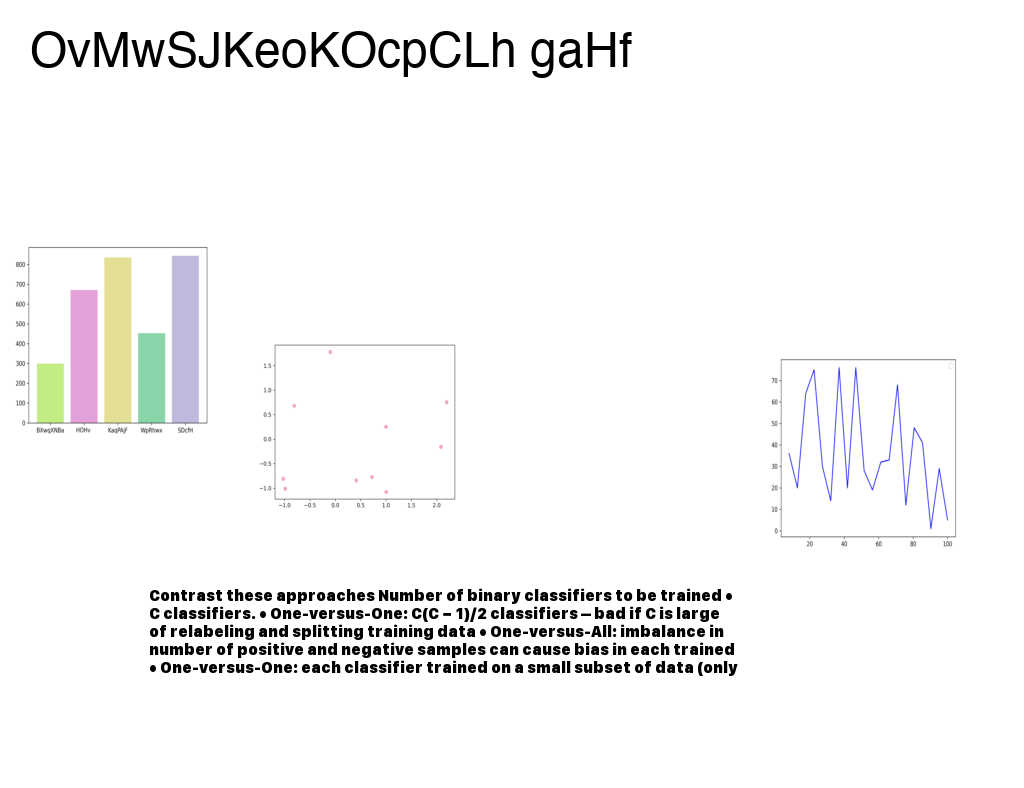 OvMwSJKeoKOcpCLh gaHf
800
700
600
500
400
300
200
100
0
BXwqXNBa HOHv KaqPAjF WpRhwx SDcfH
1.5
1.0
0.5
0.0
−0.5
−1.0
−1.0 −0.5 0.0 0.5 1.0 1.5 2.0
70
60
50
40
30
20
10
0
20 40 60 80 100
Contrast these approaches Number of binary classifiers to be trained •
C classifiers. • One-versus-One: C(C − 1)/2 classifiers — bad if C is large
of relabeling and splitting training data • One-versus-All: imbalance in
number of positive and negative samples can cause bias in each trained
• One-versus-One: each classifier trained on a small subset of data (only